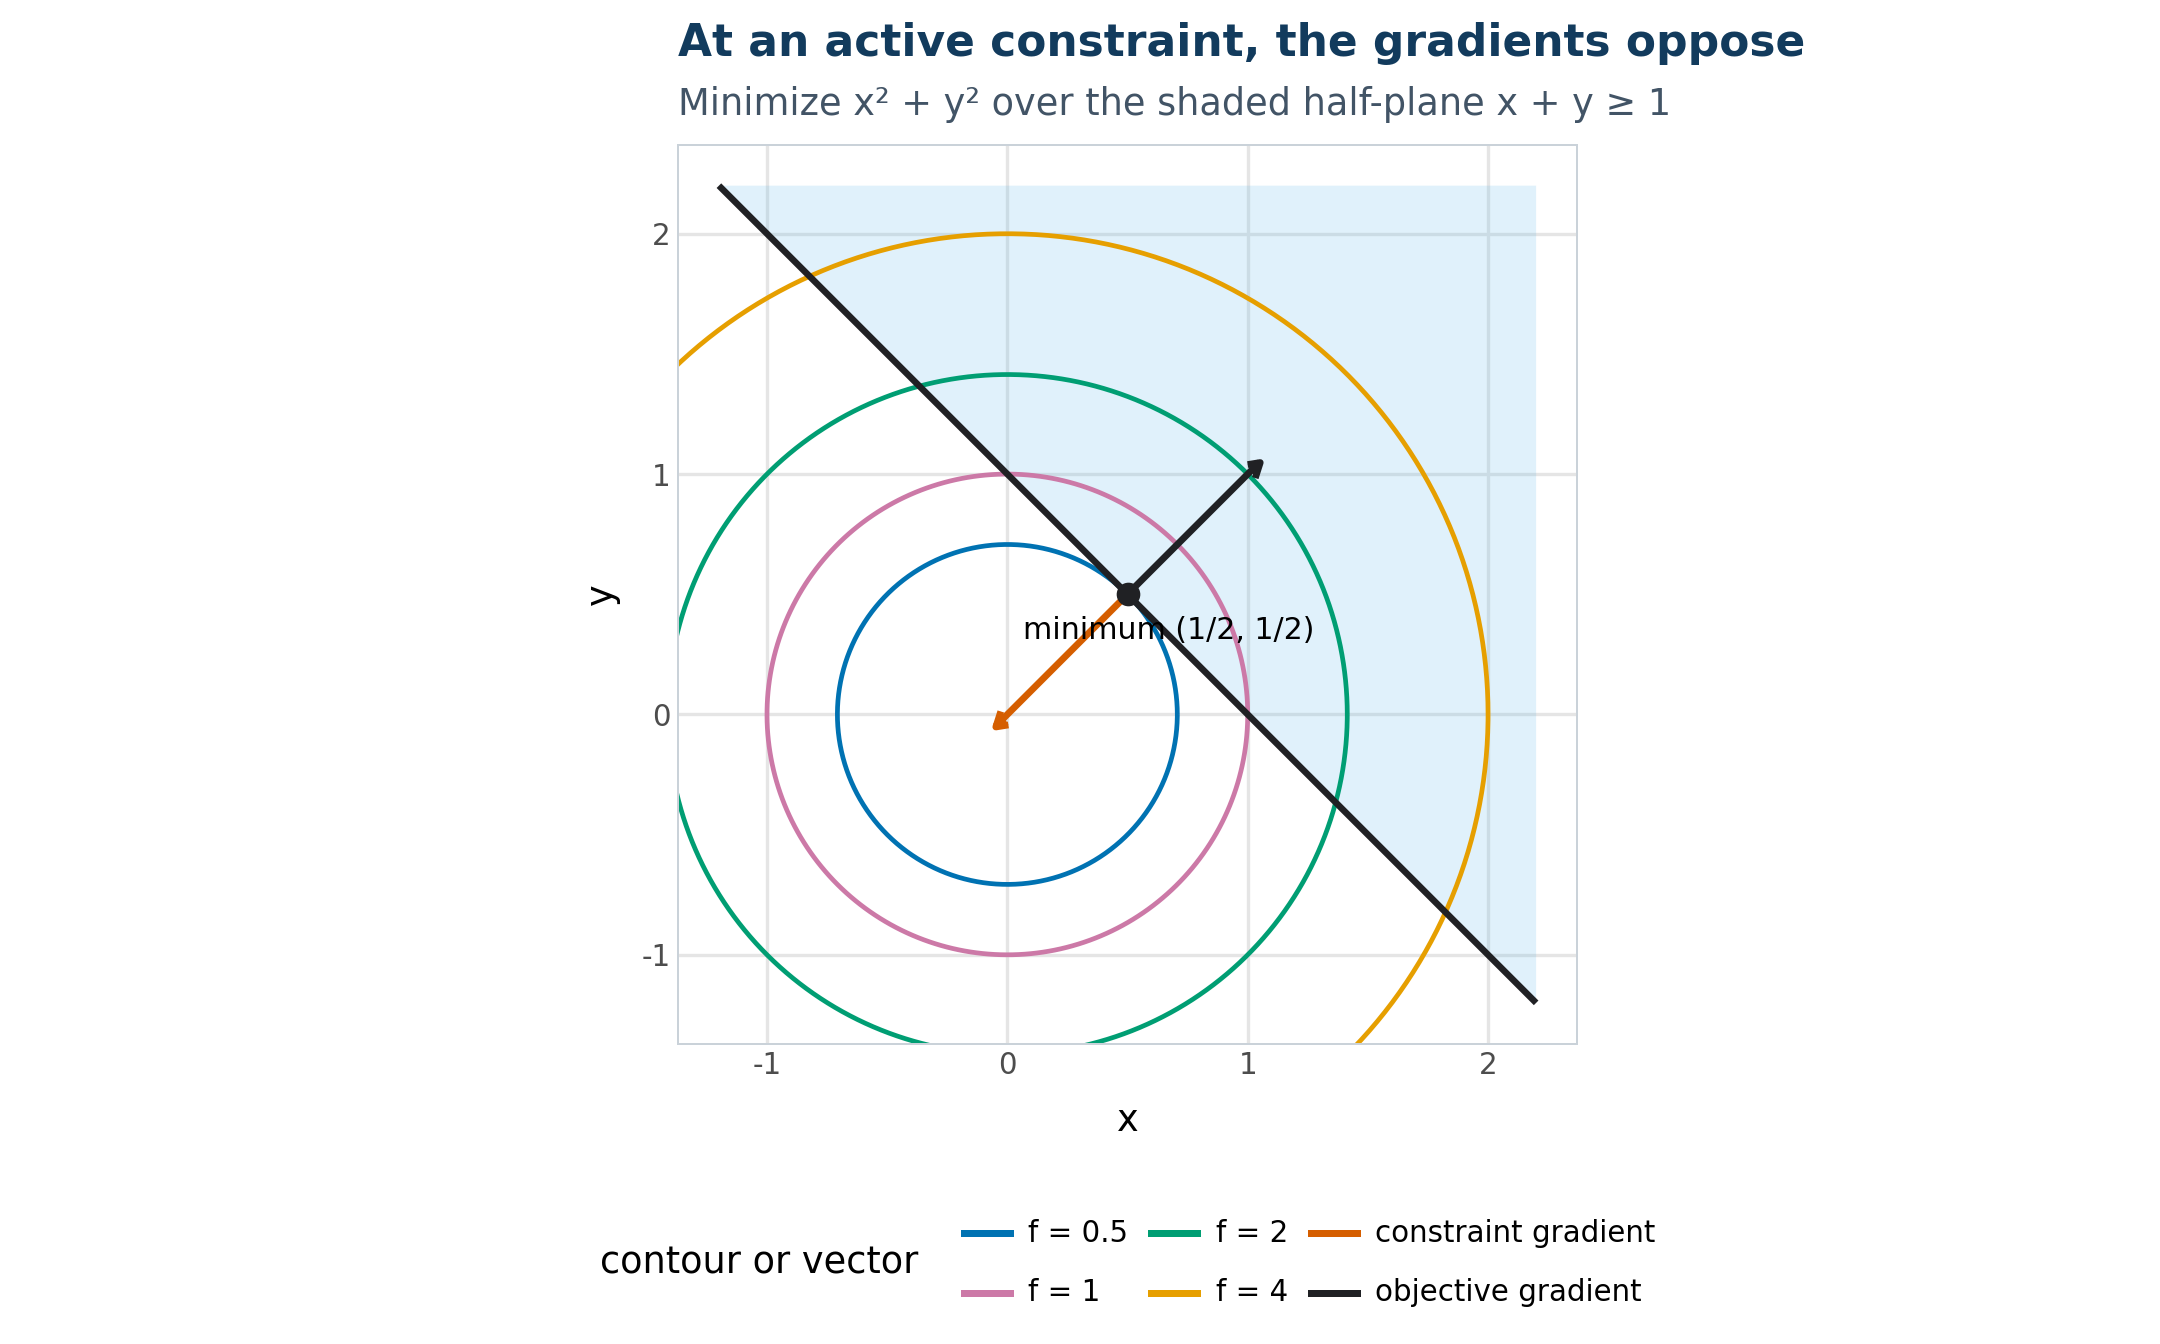 At an active constraint, the gradients oppose
Minimize x² + y² over the shaded half-plane x + y ≥ 1
2
1
0
-1
y
minimum (1/2, 1/2)
-1 0 1 2
x
contour or vector
f = 0.5 f = 2 constraint gradient
f = 1 f = 4 objective gradient